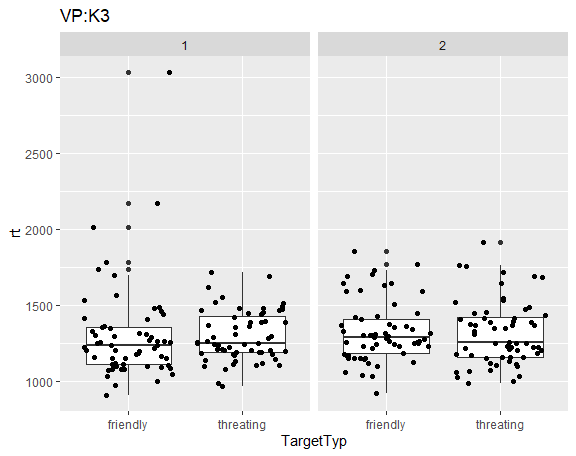 VP:K3
1 2
3000
2500
2000
1500
1000
rt
friendly threating friendly threating
TargetTyp